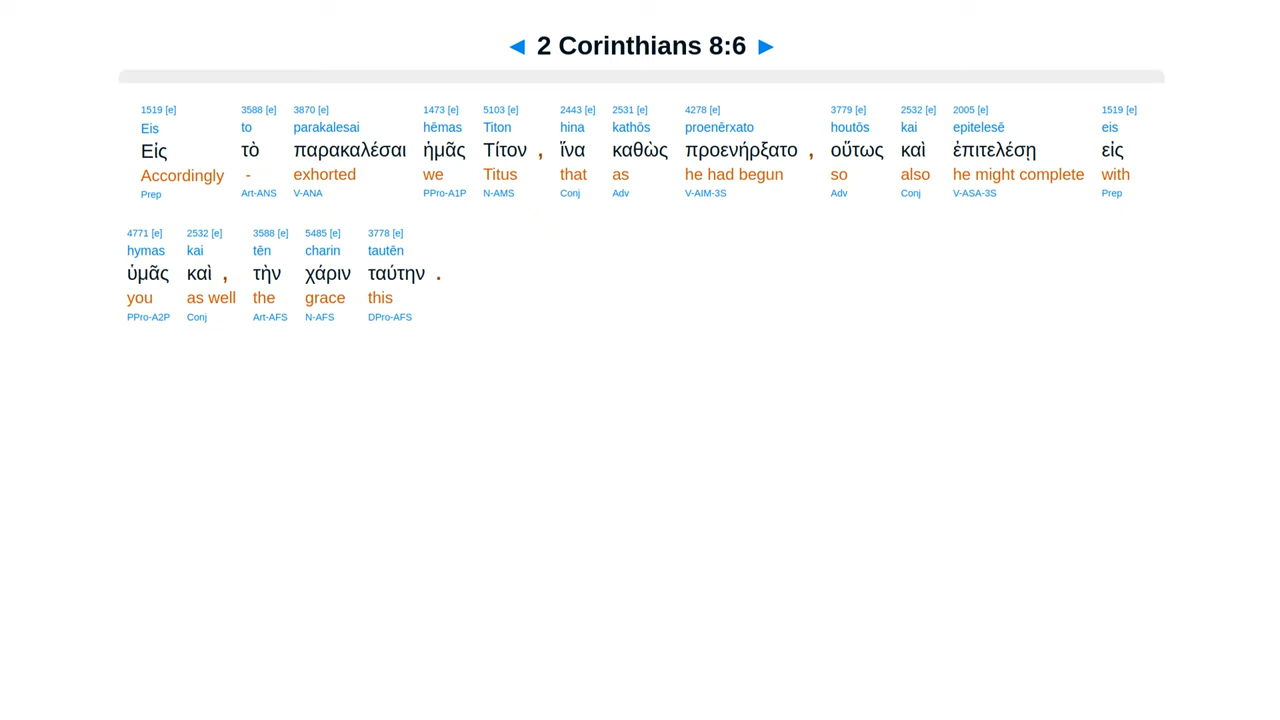 ◄ 2 Corinthians 8:6 ►
1519 [e] 3588 [e] 3870 [e] 1473 [e] 5103 [e] 2443 [e] 2531 [e] 4278 [e] 3779 [e] 2532 [e] 2005 [e] 1519 [e]
Eis to parakalesai hēmas Titon hina kathōs proenērxato houtōs kai epitelesē eis
Εἰς τὸ παρακαλέσαι ἡμᾶς Τίτον , ἵνα καθὼς προενήρξατο , οὕτως καὶ ἐπιτελέσῃ εἰς
Accordingly - exhorted we Titus that as he had begun so also he might complete with
Prep Art-ANS V-ANA PPro-A1P N-AMS Conj Adv V-AIM-3S Adv Conj V-ASA-3S Prep
4771 [e] 2532 [e] 3588 [e] 5485 [e] 3778 [e]
hymas kai tēn charin tautēn
ὑμᾶς καὶ , τὴν χάριν ταύτην .
you as well the grace this
PPro-A2P Conj Art-AFS N-AFS DPro-AFS